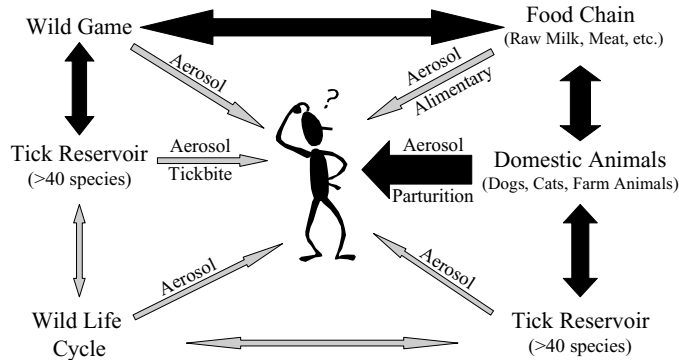 Wild Game
Food Chain
(Raw Milk, Meat, etc.)
Aerosol
?
Aerosol
Alimentary
Tick Reservoir
(>40 species)
Aerosol
Tickbite
Aerosol
Parturition
Domestic Animals
(Dogs, Cats, Farm Animals)
Aerosol
Aerosol
Wild Life
Cycle
Tick Reservoir
(>40 species)